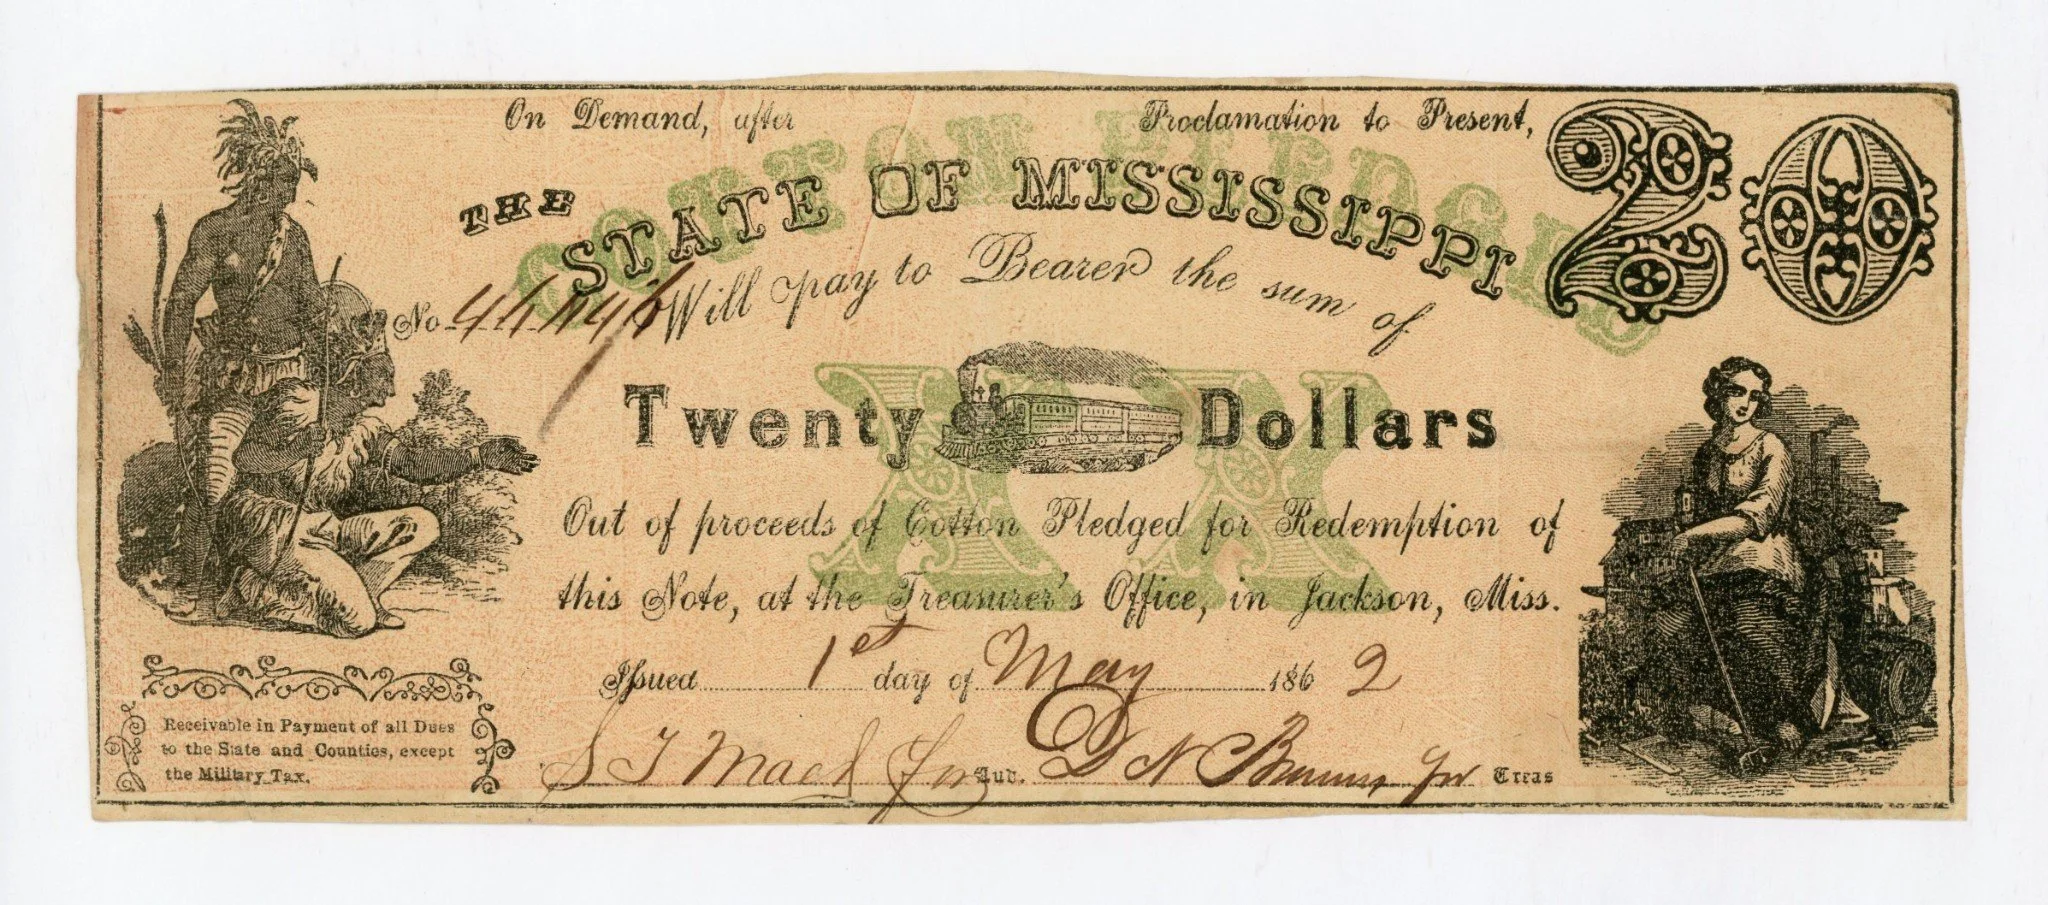 On Demand, after Proclamation to Present,
COTTON PLEDGED
THE STATE OF MISSISSIPPI
20
No
Will pay to Bearer the sum of
XX
Twenty Dollars
Out of proceeds of Cotton Pledged for Redemption of
this Note, at the Treasurer's Office, in Jackson, Miss.
Issued 1st day of May 1862
Receivable in Payment of all Dues
to the State and Counties, except
the Military Tax.
for Aud. for Treas